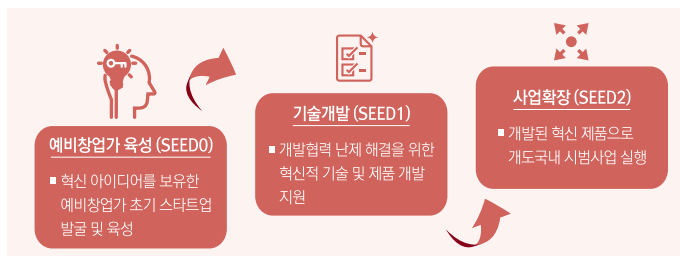 예비창업가 육성 (SEED0)
■ 혁신 아이디어를 보유한
예비창업가 초기 스타트업
발굴 및 육성
기술개발 (SEED1)
■ 개발협력 난제 해결을 위한
혁신적 기술 및 제품 개발
지원
사업확장 (SEED2)
■ 개발된 혁신 제품으로
개도국내 시범사업 실행